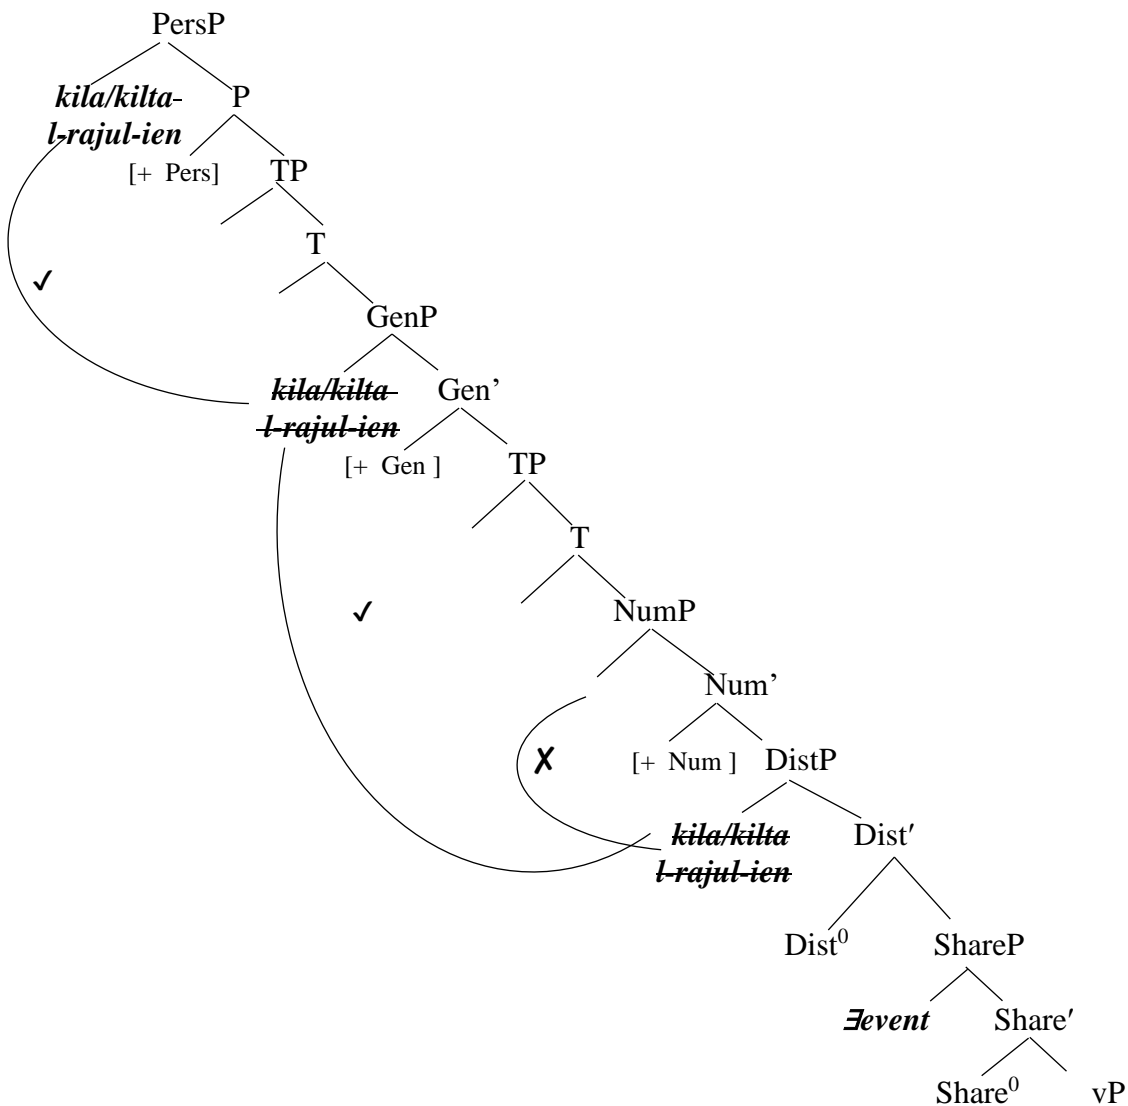 PersP
kila/kilta-
P
l-rajul-ien
[+ Pers]
TP
T
✓
GenP
kila/kilta
Gen’
l-rajul-ien
[+ Gen ]
TP
T
✓
NumP
Num’
✗
[+ Num ]
DistP
kila/kilta
Dist′
l-rajul-ien
Dist⁰
ShareP
∃event
Share′
Share⁰
vP